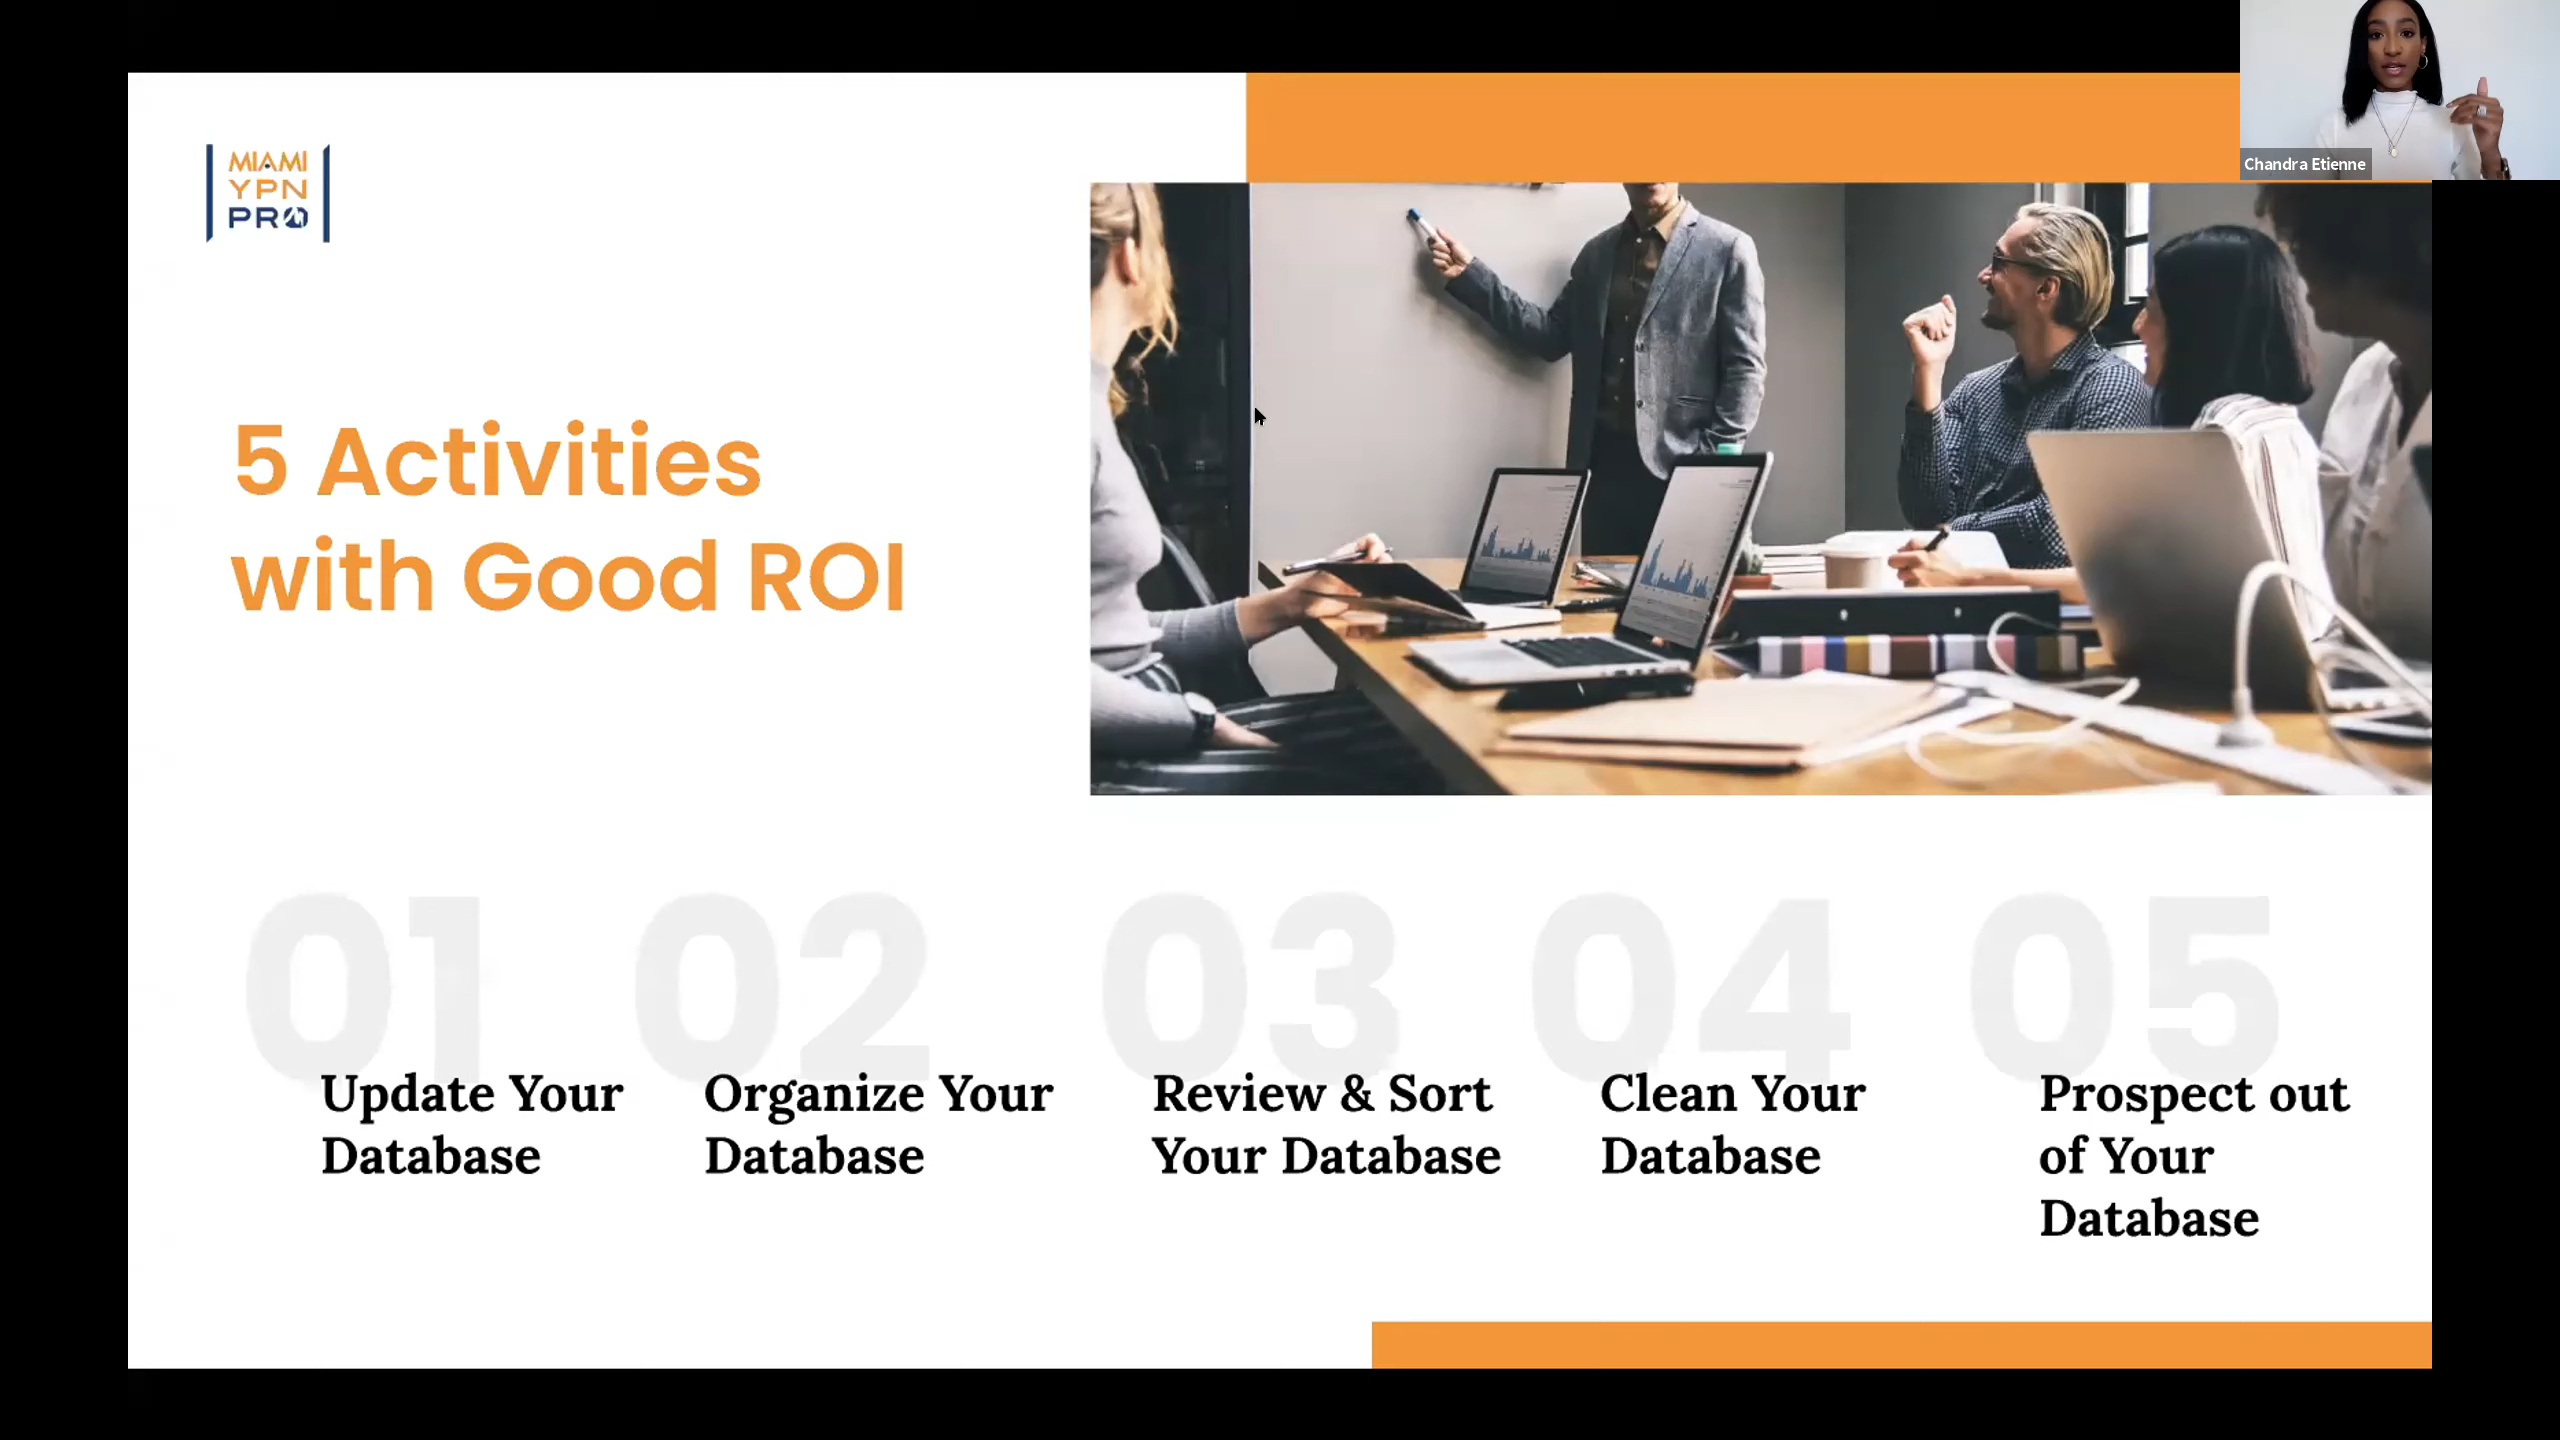 Chandra Etienne
MIAMI
YPN
PRO
5 Activities
with Good ROI
01
Update Your
Database
02
Organize Your
Database
03
Review & Sort
Your Database
04
Clean Your
Database
05
Prospect out
of Your
Database